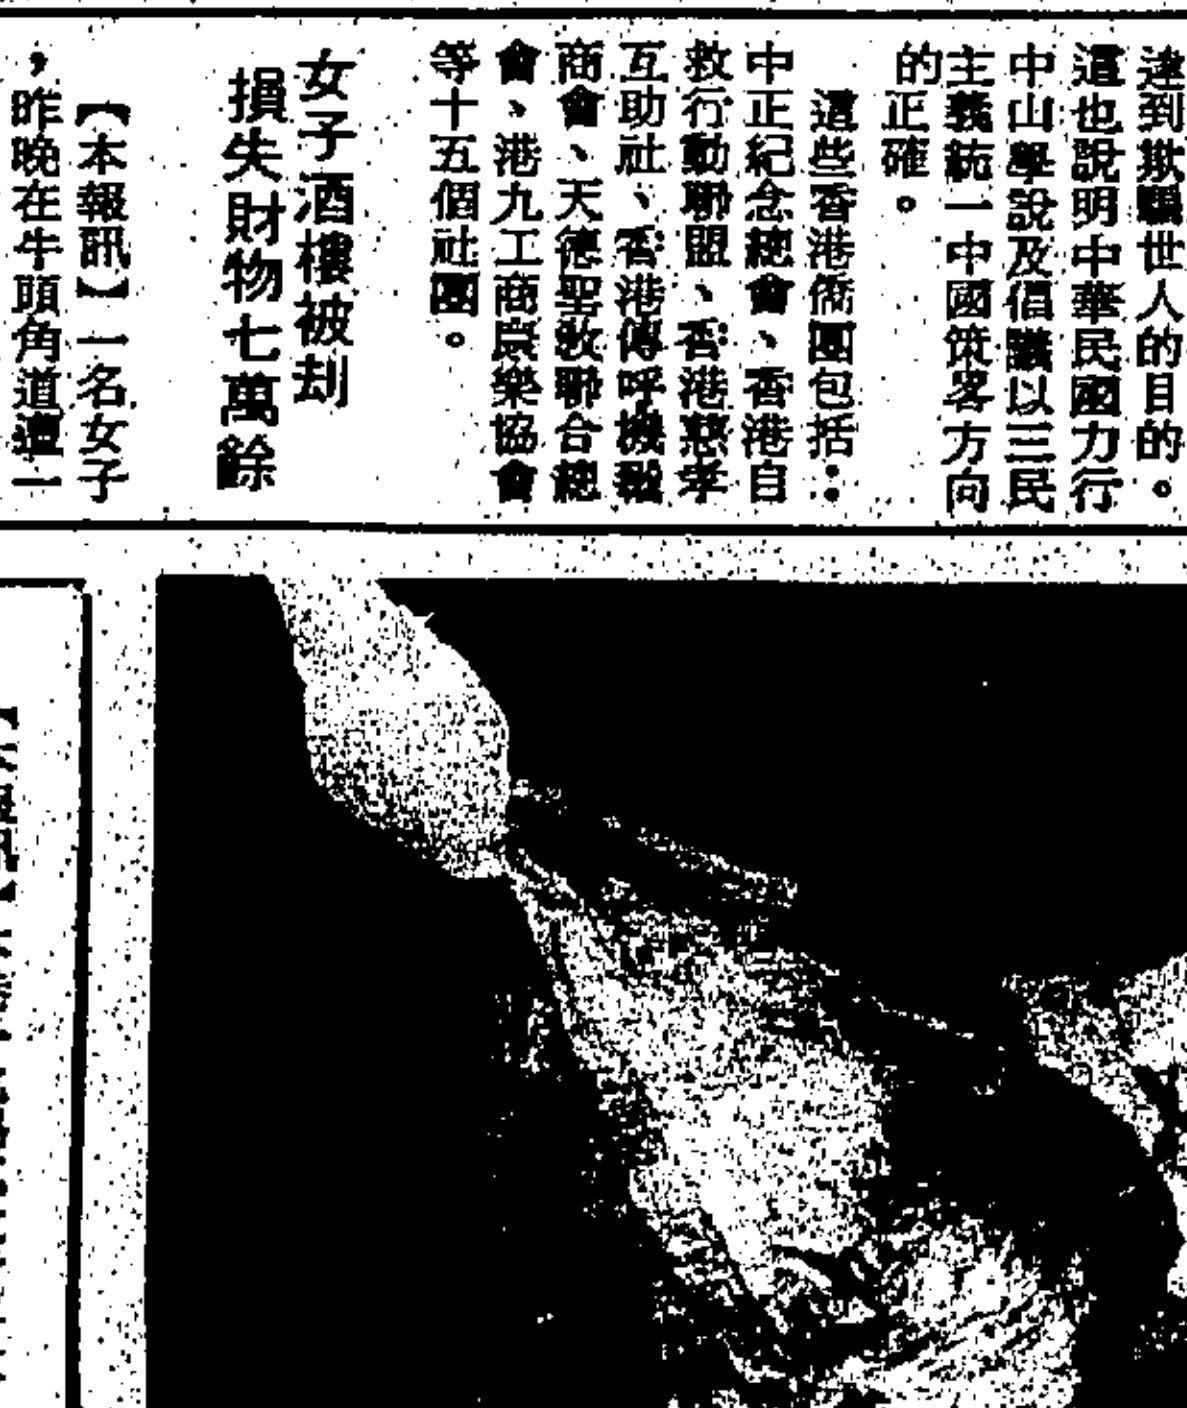 達到欺騙世人的目的。
這也說明中華民國力行
中山學說及倡議以三民
主義統一中國策畧方向
的正確。
這些香港僑團包括：
中正紀念總會、香港自
救行動聯盟、香港慈孝
互助社、香港傳呼機聯
商會、天德聖教聯合總
會、港九工商康樂協會
等十五個社團。
女子酒樓被刦
損失財物七萬餘
【本報訊】一名女子
，昨晚在牛頭角道遭一